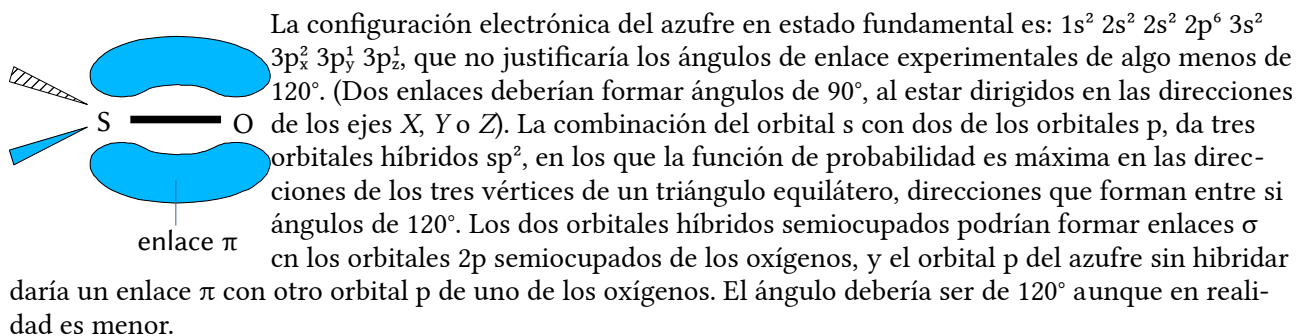 La configuración electrónica del azufre en estado fundamental es: 1s² 2s² 2s² 2p⁶ 3s²
3pₓ² 3pᵧ¹ 3p_z¹, que no justificaría los ángulos de enlace experimentales de algo menos de
120°. (Dos enlaces deberían formar ángulos de 90°, al estar dirigidos en las direcciones
de los ejes X, Y o Z). La combinación del orbital s con dos de los orbitales p, da tres
orbitales híbridos sp², en los que la función de probabilidad es máxima en las direc-
ciones de los tres vértices de un triángulo equilátero, direcciones que forman entre si
ángulos de 120°. Los dos orbitales híbridos semiocupados podrían formar enlaces σ
cn los orbitales 2p semiocupados de los oxígenos, y el orbital p del azufre sin hibridar
daría un enlace π con otro orbital p de uno de los oxígenos. El ángulo debería ser de 120° aunque en reali-
dad es menor.
S O
enlace π